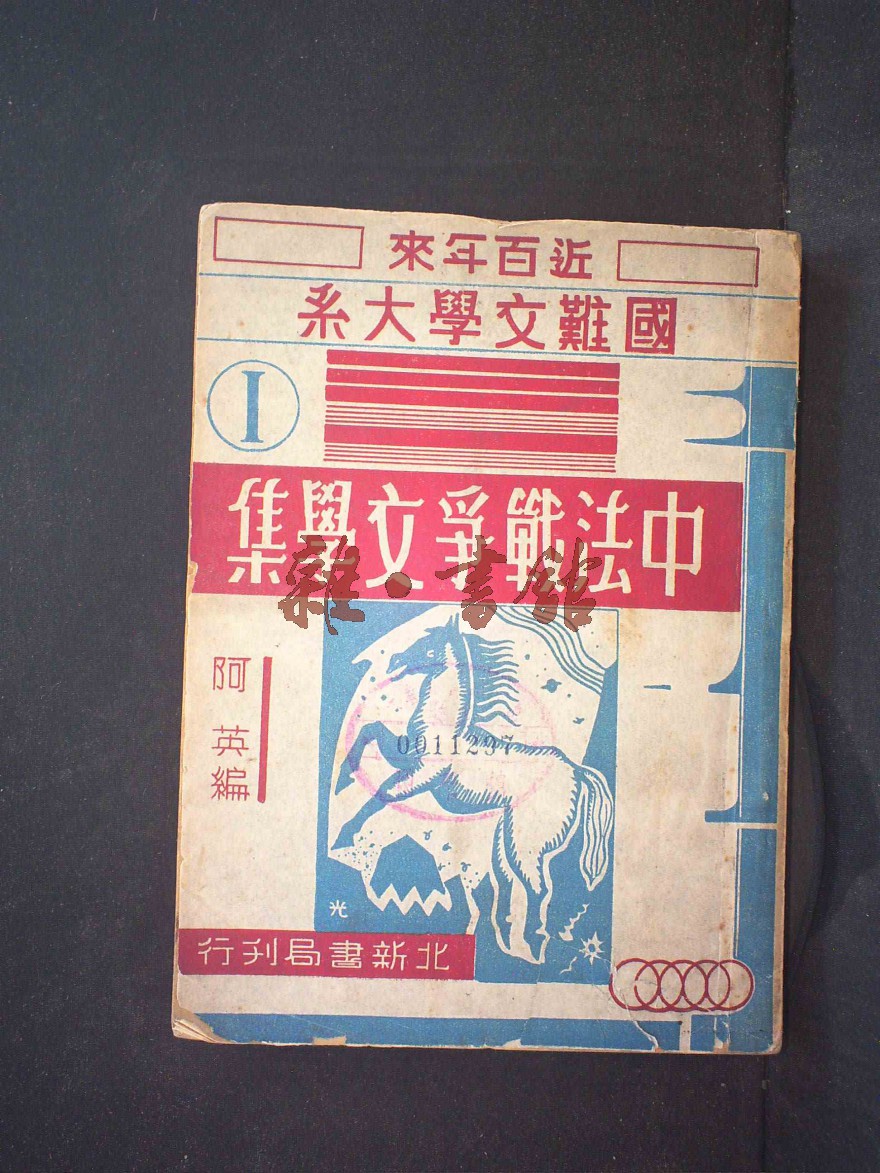 近百年來
國難文學大系
I
中法戰爭文學集
雜·書館
阿英編
0011297
光
北新書局刊行